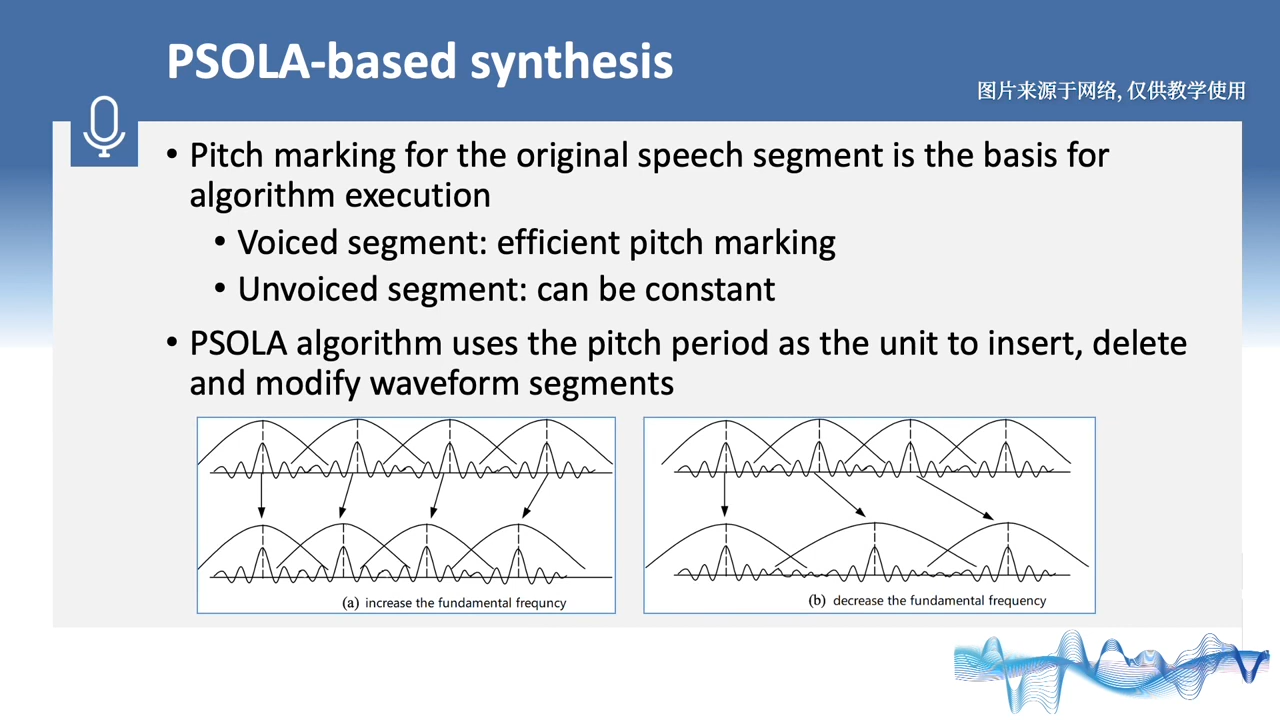 PSOLA-based synthesis
图片来源于网络, 仅供教学使用
• Pitch marking for the original speech segment is the basis for
algorithm execution
• Voiced segment: efficient pitch marking
• Unvoiced segment: can be constant
• PSOLA algorithm uses the pitch period as the unit to insert, delete
and modify waveform segments
(a) increase the fundamental frequncy
(b) decrease the fundamental frequency